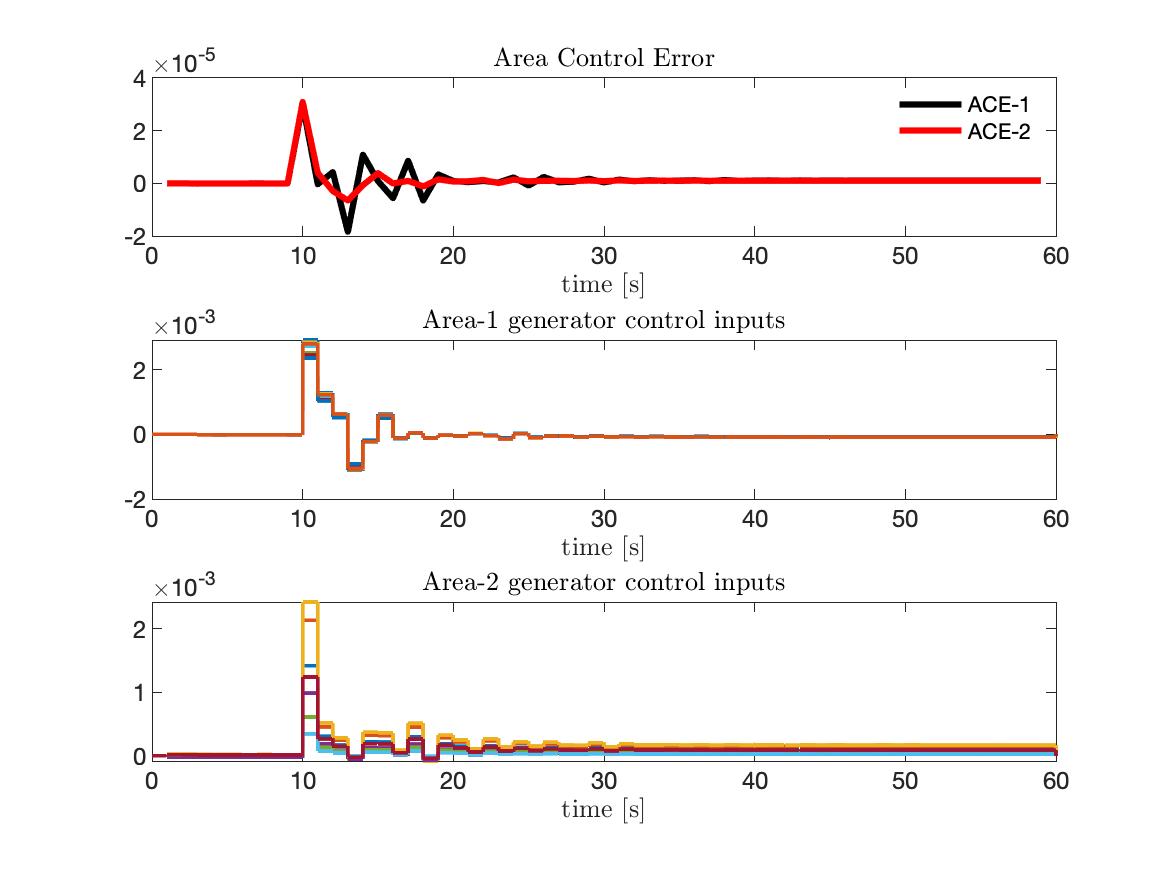 Area Control Error
×10-5
4
2
0
-2
ACE-1
ACE-2
0 10 20 30 40 50 60
time [s]
Area-1 generator control inputs
×10-3
2
0
-2
0 10 20 30 40 50 60
time [s]
Area-2 generator control inputs
×10-3
2
1
0
0 10 20 30 40 50 60
time [s]